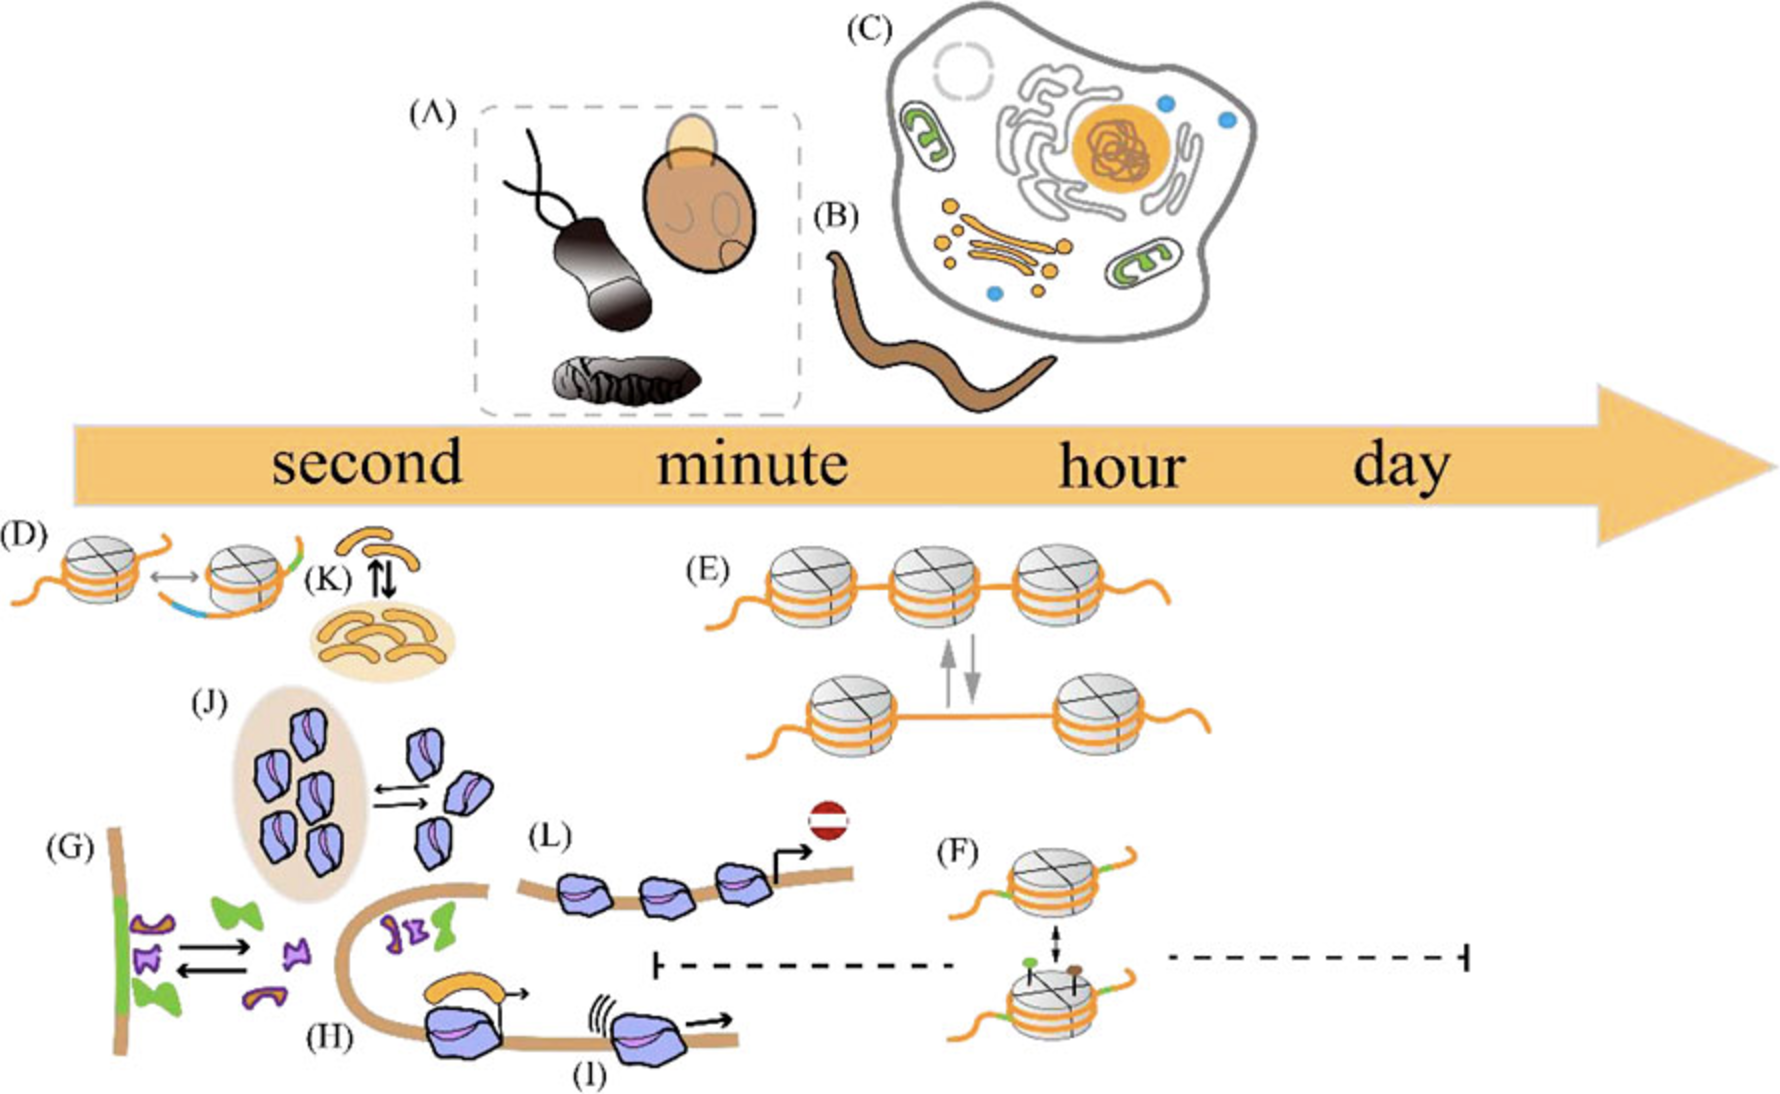 (C)
(A)
(B)
second minute hour day
(D)
(K)
(E)
(J)
(L)
(G)
(F)
(H)
(I)